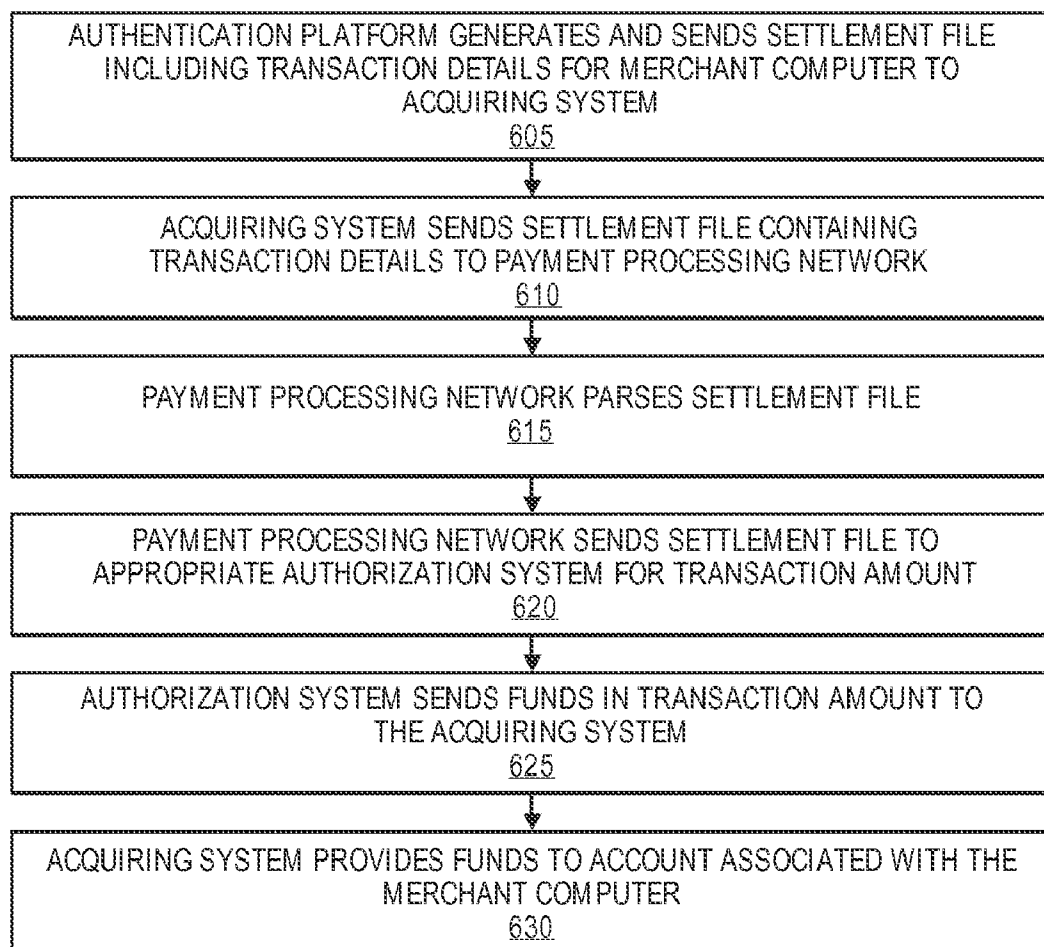 AUTHENTICATION PLATFORM GENERATES AND SENDS SETTLEMENT FILE
INCLUDING TRANSACTION DETAILS FOR MERCHANT COMPUTER TO
ACQUIRING SYSTEM
605
ACQUIRING SYSTEM SENDS SETTLEMENT FILE CONTAINING
TRANSACTION DETAILS TO PAYMENT PROCESSING NETWORK
610
PAYMENT PROCESSING NETWORK PARSES SETTLEMENT FILE
615
PAYMENT PROCESSING NETWORK SENDS SETTLEMENT FILE TO
APPROPRIATE AUTHORIZATION SYSTEM FOR TRANSACTION AMOUNT
620
AUTHORIZATION SYSTEM SENDS FUNDS IN TRANSACTION AMOUNT TO
THE ACQUIRING SYSTEM
625
ACQUIRING SYSTEM PROVIDES FUNDS TO ACCOUNT ASSOCIATED WITH THE
MERCHANT COMPUTER
630